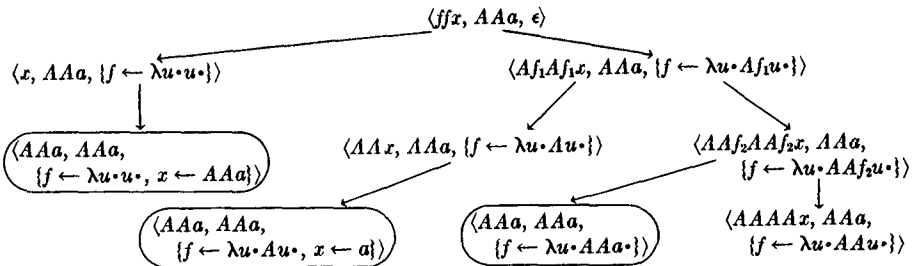 ⟨ffx, AAa, ϵ⟩
⟨x, AAa, {f ← λu•u•}⟩
⟨Af₁Af₁x, AAa, {f ← λu•Af₁u•}⟩
⟨AAa, AAa,
{f ← λu•u•, x ← AAa}⟩
⟨AAx, AAa, {f ← λu•Au•}⟩
⟨AAf₂AAf₂x, AAa,
{f ← λu•AAf₂u•}⟩
⟨AAa, AAa,
{f ← λu•Au•, x ← a}⟩
⟨AAa, AAa,
{f ← λu•AAa•}⟩
⟨AAAAx, AAa,
{f ← λu•AAu•}⟩